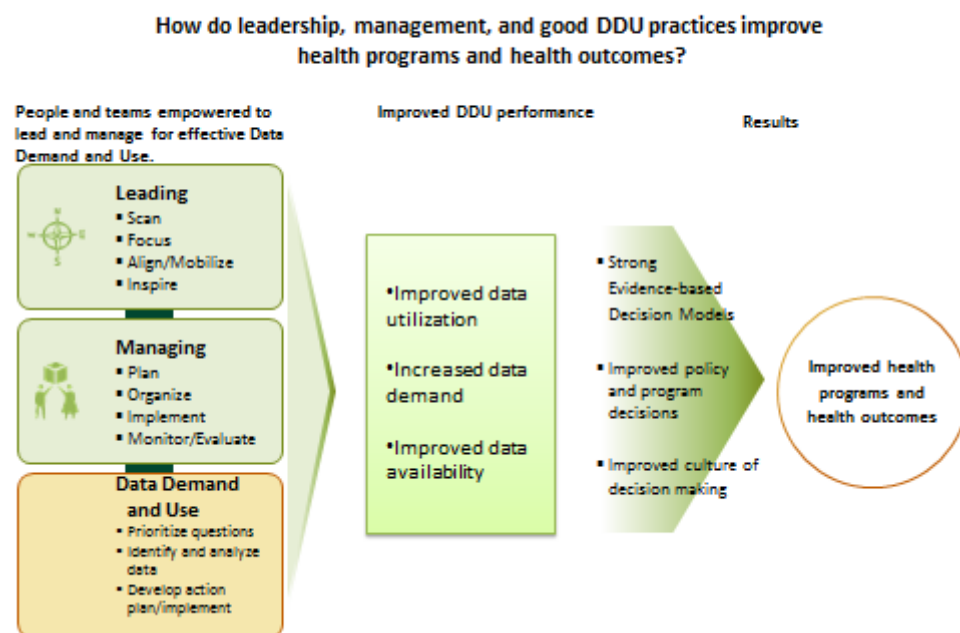 How do leadership, management, and good DDU practices improve
health programs and health outcomes?
People and teams empowered to
lead and manage for effective Data
Demand and Use.
Improved DDU performance
Results
Leading
▪ Scan
▪ Focus
▪ Align/Mobilize
▪ Inspire
N
W
E
S
Managing
▪ Plan
▪ Organize
▪ Implement
▪ Monitor/Evaluate
Data Demand
and Use
▪ Prioritize questions
▪ Identify and analyze
data
▪ Develop action
plan/implement
•Improved data
utilization
•Increased data
demand
•Improved data
availability
▪ Strong
Evidence-based
Decision Models
▪ Improved policy
and program
decisions
▪ Improved culture of
decision making
Improved health
programs and
health outcomes